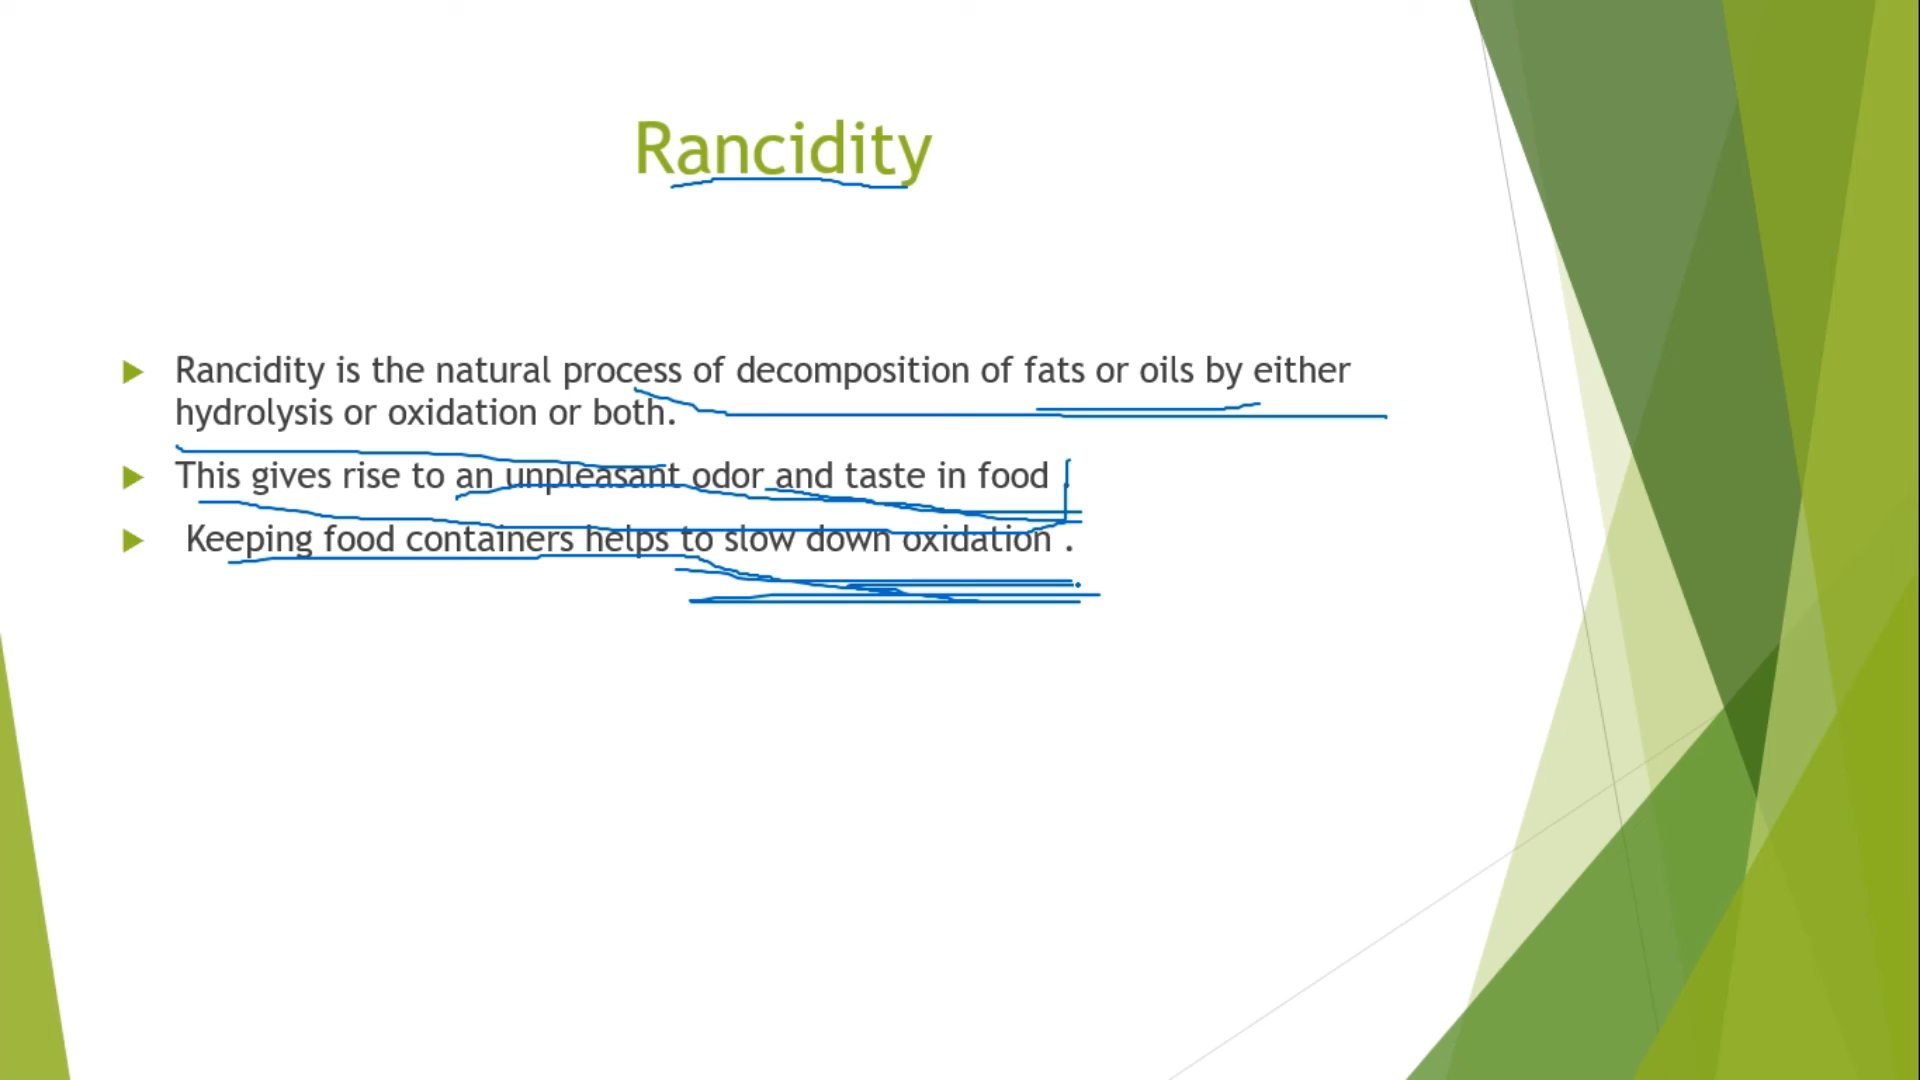 Rancidity
Rancidity is the natural process of decomposition of fats or oils by either
hydrolysis or oxidation or both.
This gives rise to an unpleasant odor and taste in food
Keeping food containers helps to slow down oxidation .